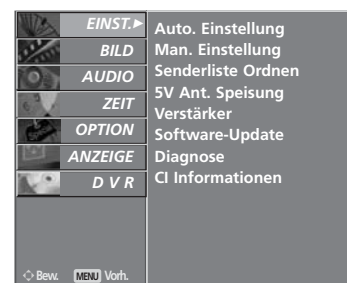 EINST.►
BILD
AUDIO
ZEIT
OPTION
ANZEIGE
D V R
Auto. Einstellung
Man. Einstellung
Senderliste Ordnen
5V Ant. Speisung
Verstärker
Software-Update
Diagnose
CI Informationen
Bew. MENU Vorh.